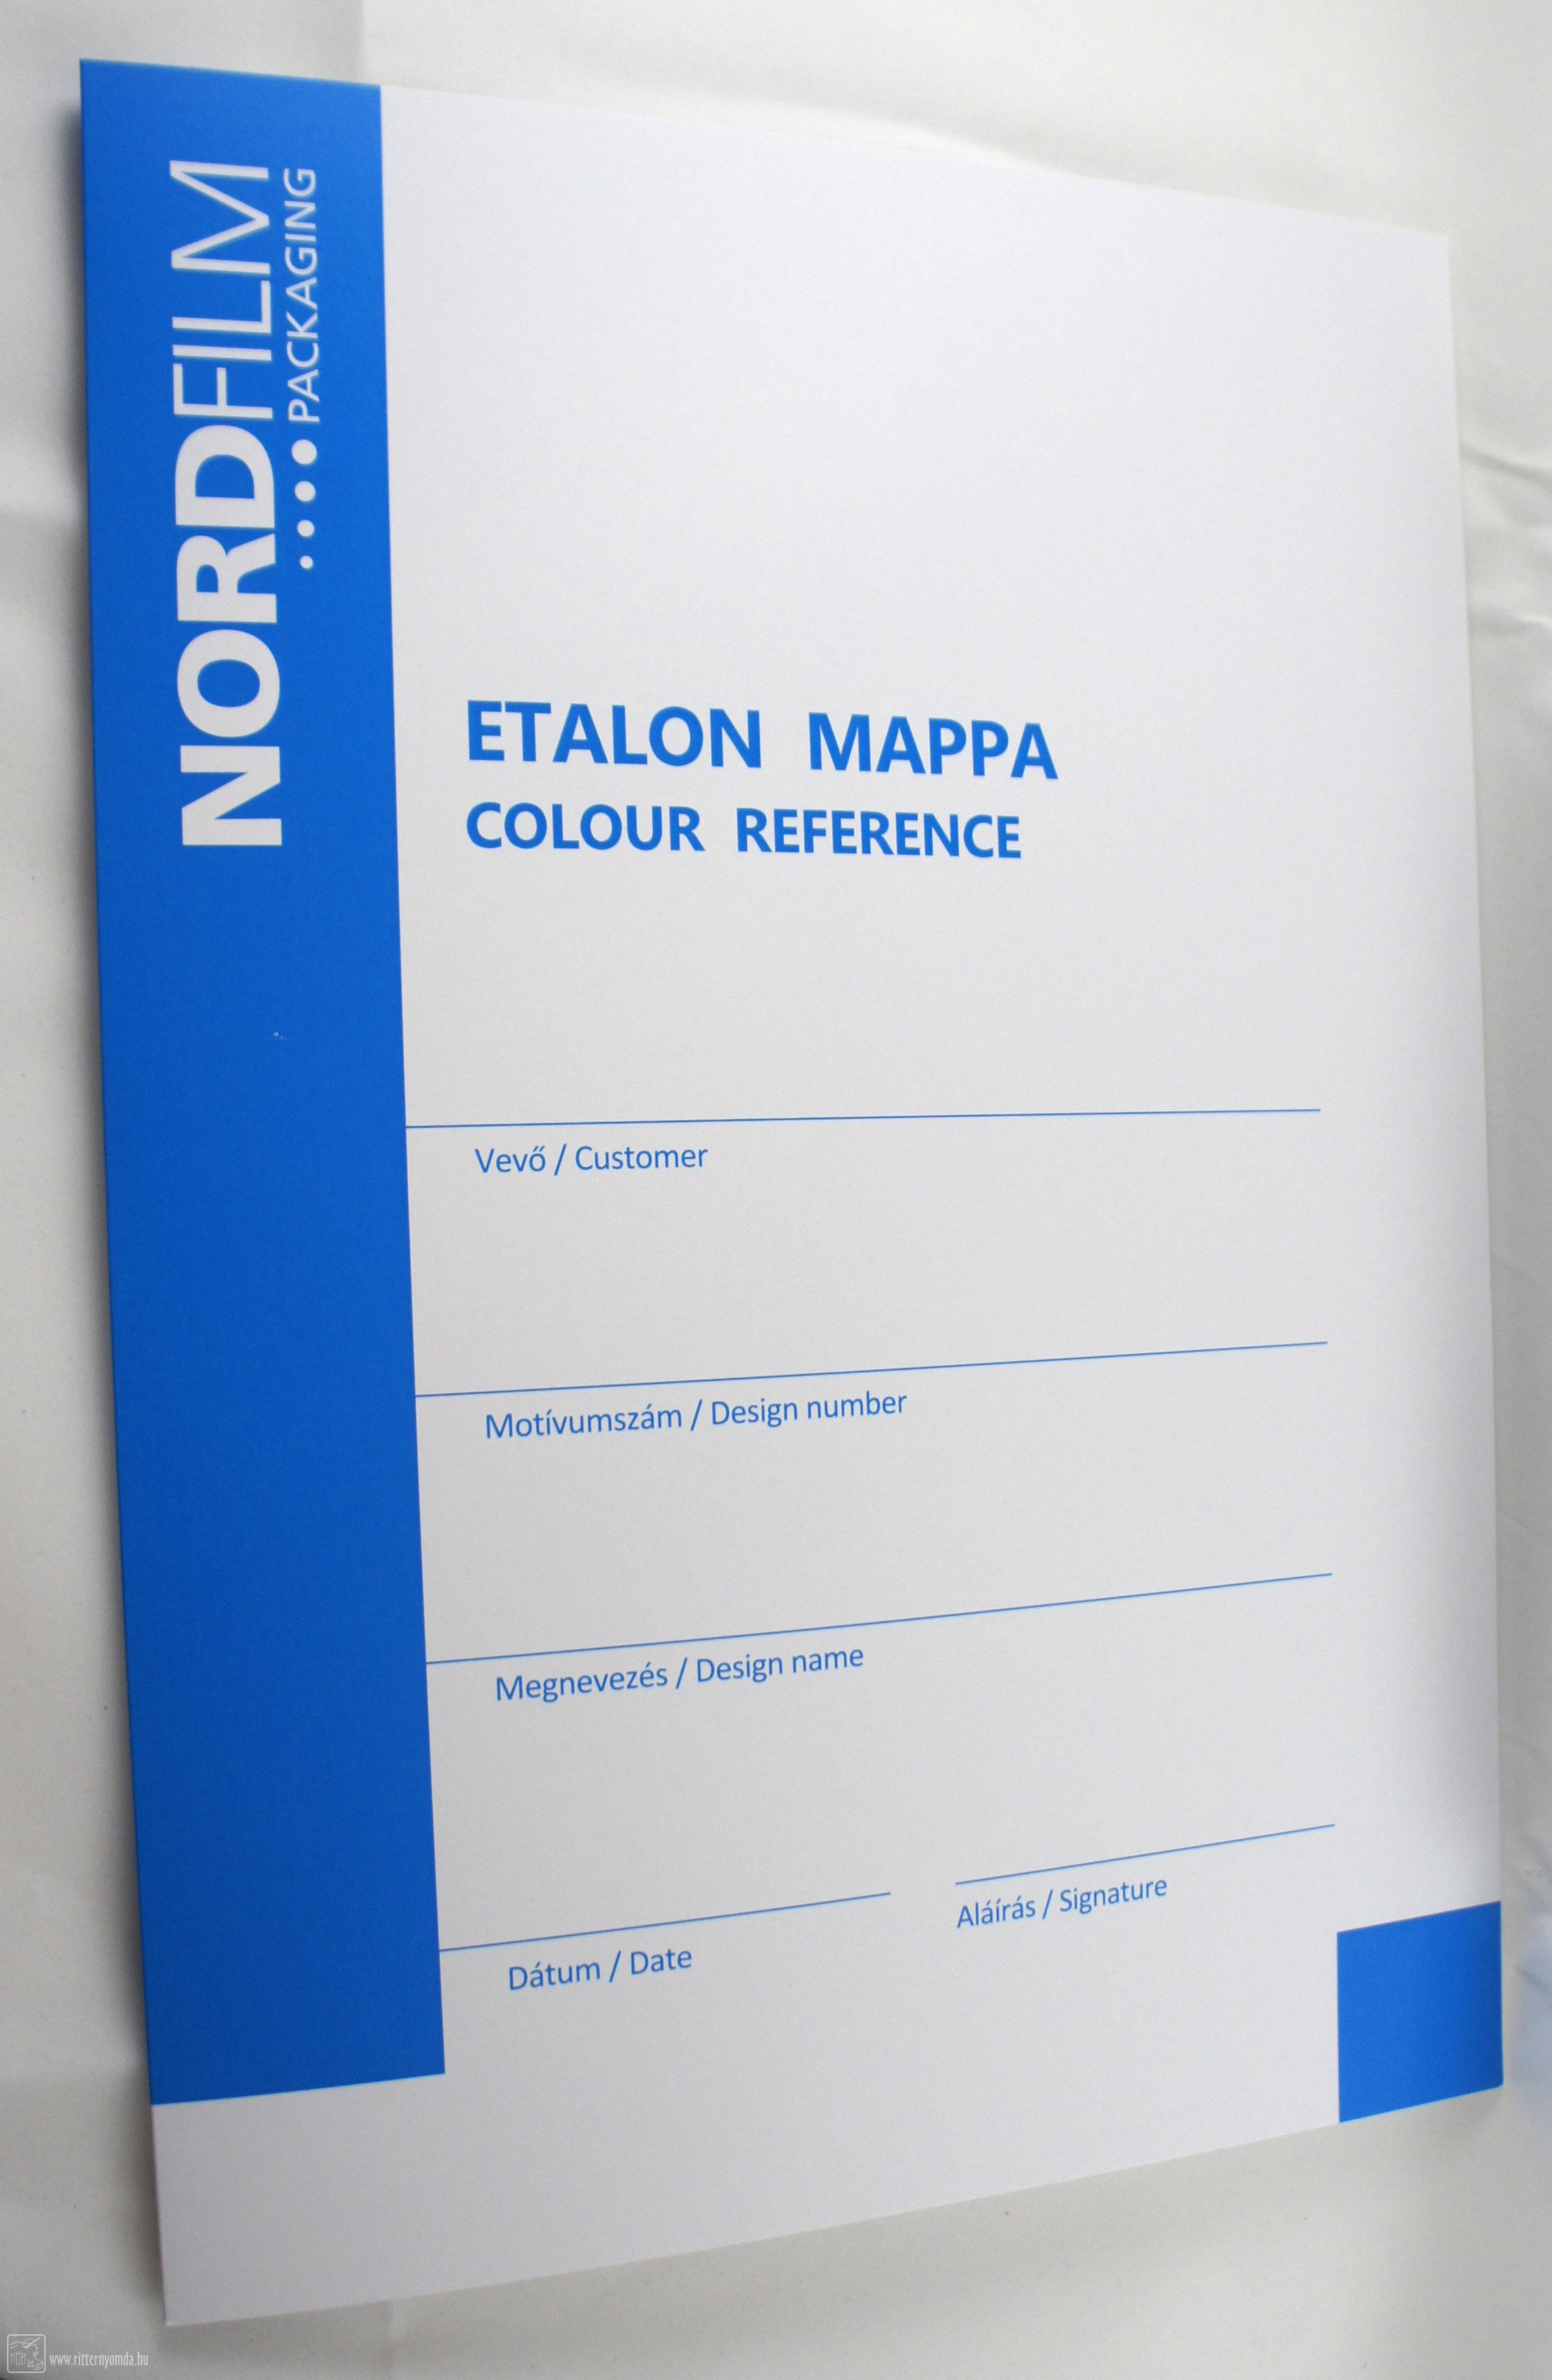 NORDFILM
PACKAGING
ETALON MAPPA
COLOUR REFERENCE
Vevő / Customer
Motívumszám / Design number
Megnevezés / Design name
Aláírás / Signature
Dátum / Date
www.ritternyomda.hu